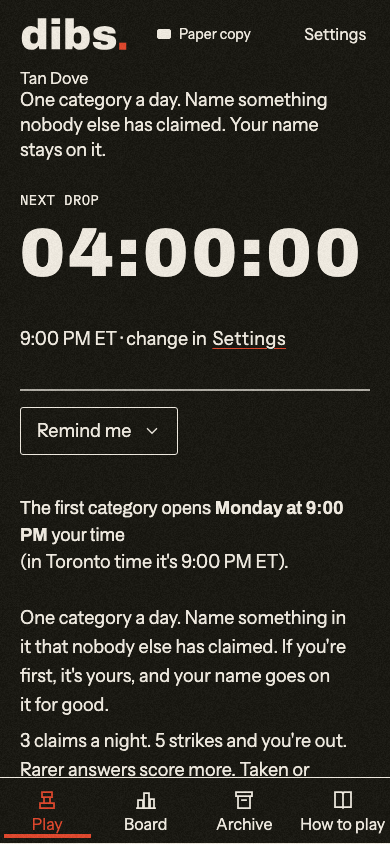 dibs.
Paper copy
Settings
Tan Dove
One category a day. Name something
nobody else has claimed. Your name
stays on it.
NEXT DROP
04:00:00
9:00 PM ET · change in Settings
Remind me
The first category opens Monday at 9:00
PM your time
(in Toronto time it's 9:00 PM ET).
One category a day. Name something in
it that nobody else has claimed. If you're
first, it's yours, and your name goes on
it for good.
3 claims a night. 5 strikes and you're out.
Rarer answers score more. Taken or
Play
Board
Archive
How to play